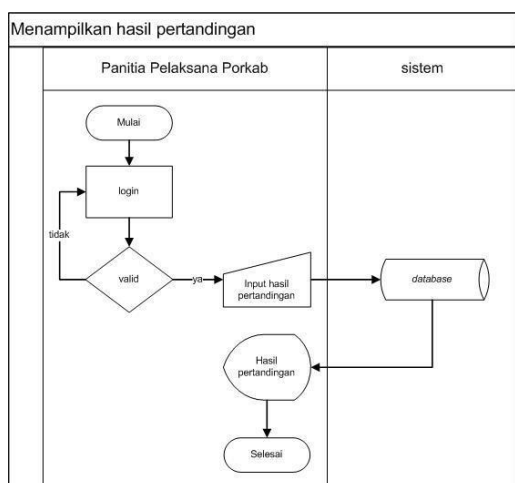 Menampilkan hasil pertandingan
Panitia Pelaksana Porkab
sistem
Mulai
login
tidak
valid
ya
Input hasil
pertandingan
database
Hasil
pertandingan
Selesai